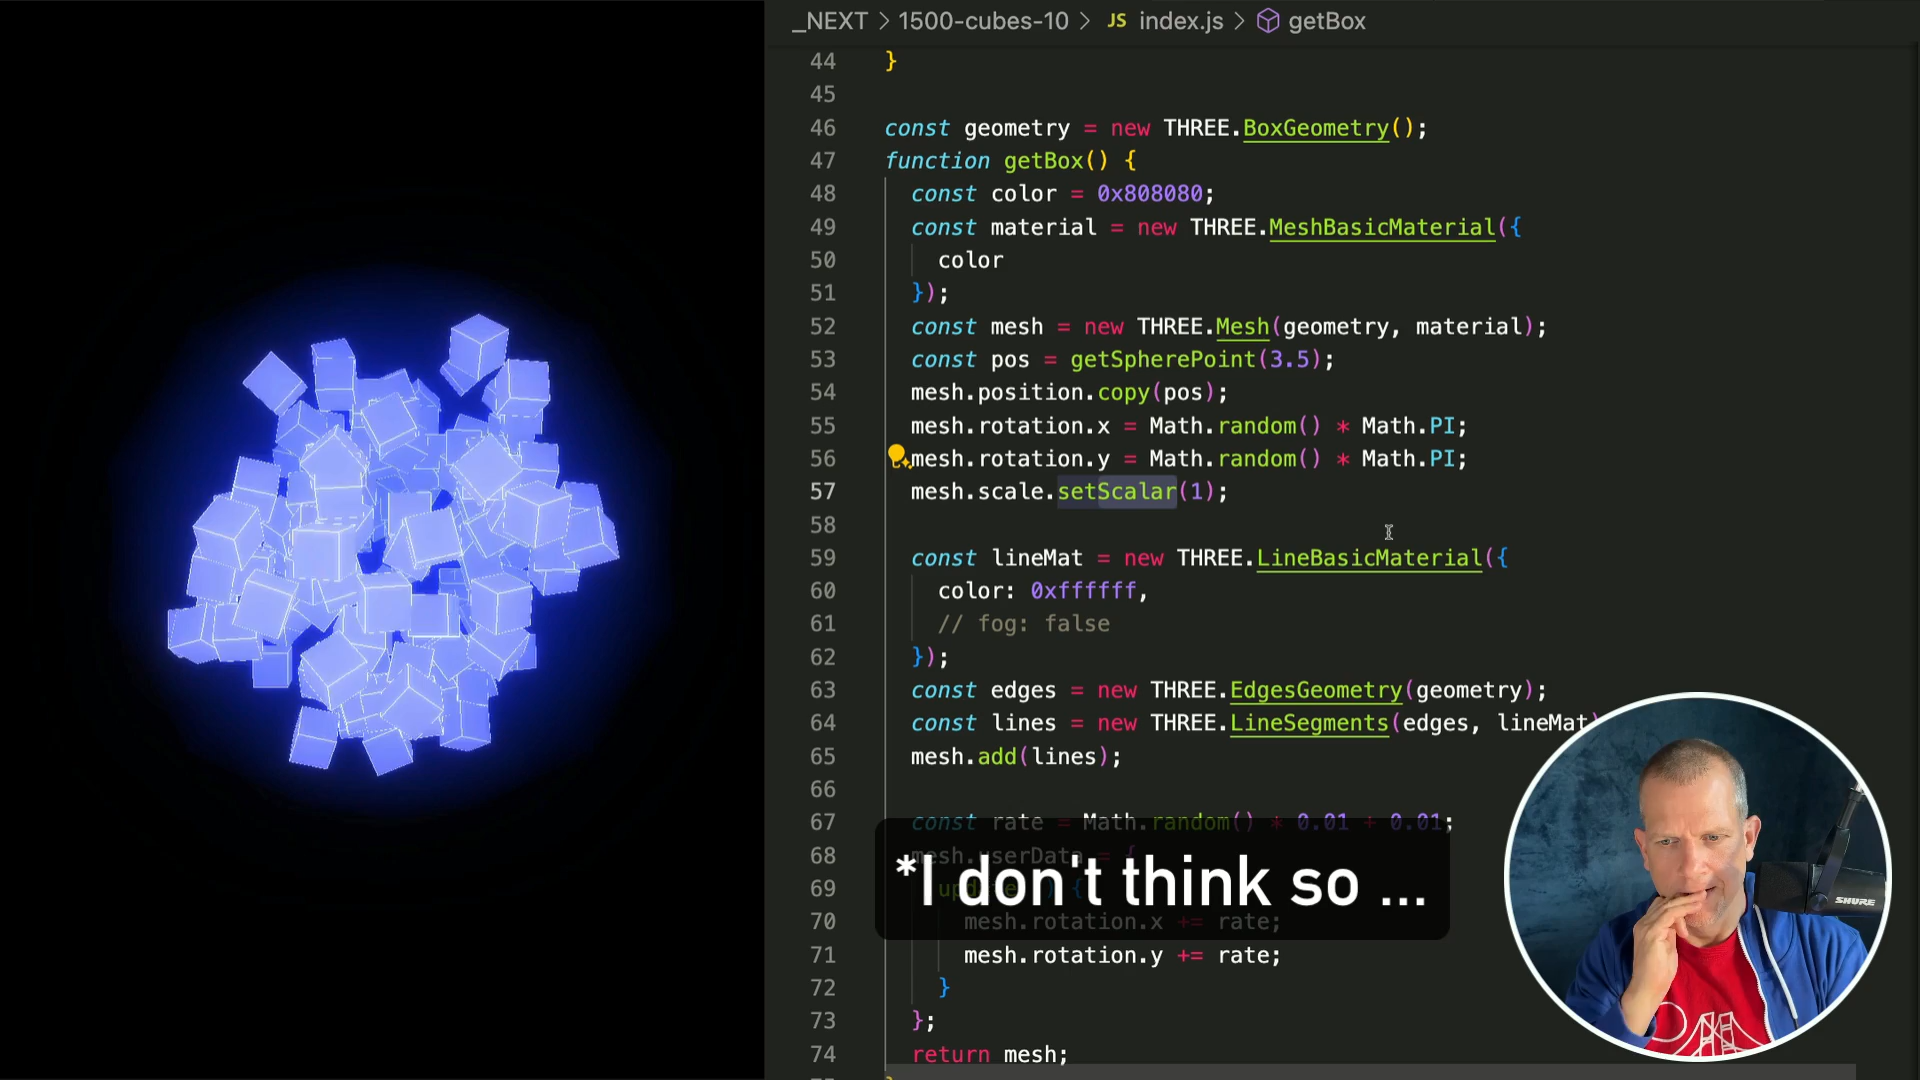 _NEXT > 1500-cubes-10 > JS index.js > getBox
44 }
45
46 const geometry = new THREE.BoxGeometry();
47 function getBox() {
48 const color = 0x808080;
49 const material = new THREE.MeshBasicMaterial({
50 color
51 });
52 const mesh = new THREE.Mesh(geometry, material);
53 const pos = getSpherePoint(3.5);
54 mesh.position.copy(pos);
55 mesh.rotation.x = Math.random() * Math.PI;
56 mesh.rotation.y = Math.random() * Math.PI;
57 mesh.scale.setScalar(1);
58
59 const lineMat = new THREE.LineBasicMaterial({
60 color: 0xffffff,
61 // fog: false
62 });
63 const edges = new THREE.EdgesGeometry(geometry);
64 const lines = new THREE.LineSegments(edges, lineMat
65 mesh.add(lines);
66
67 const rate = Math.random() * 0.01 + 0.01;
68 mesh.userData = {
69 {
*I don't think so ...
70 mesh.rotation.x += rate;
71 mesh.rotation.y += rate;
72 }
73 };
74 return mesh;
SHURE